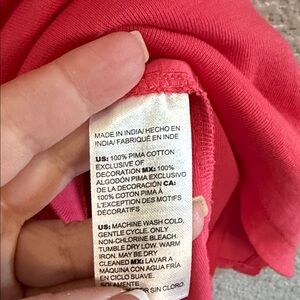 MADE IN INDIA/ HECHO EN
INDIA/ FABRIQUÉ EN INDE
US: 100% PIMA COTTON
EXCLUSIVE OF
DECORATION MX: 100%
ALGODÓN PIMA EXCLUSIVO
DE LA DECORACIÓN CA:
100% COTON PIMA À
L'EXCEPTION DES MOTIFS
DÉCORATIFS
US: MACHINE WASH COLD,
GENTLE CYCLE. ONLY
NON-CHLORINE BLEACH.
TUMBLE DRY LOW. WARM
IRON. MAY BE DRY
CLEANED MX: LAVAR A
MÁQUINA CON AGUA FRÍA
EN CICLO SUAVE.
SOLAMENTE
SIN CLORO.